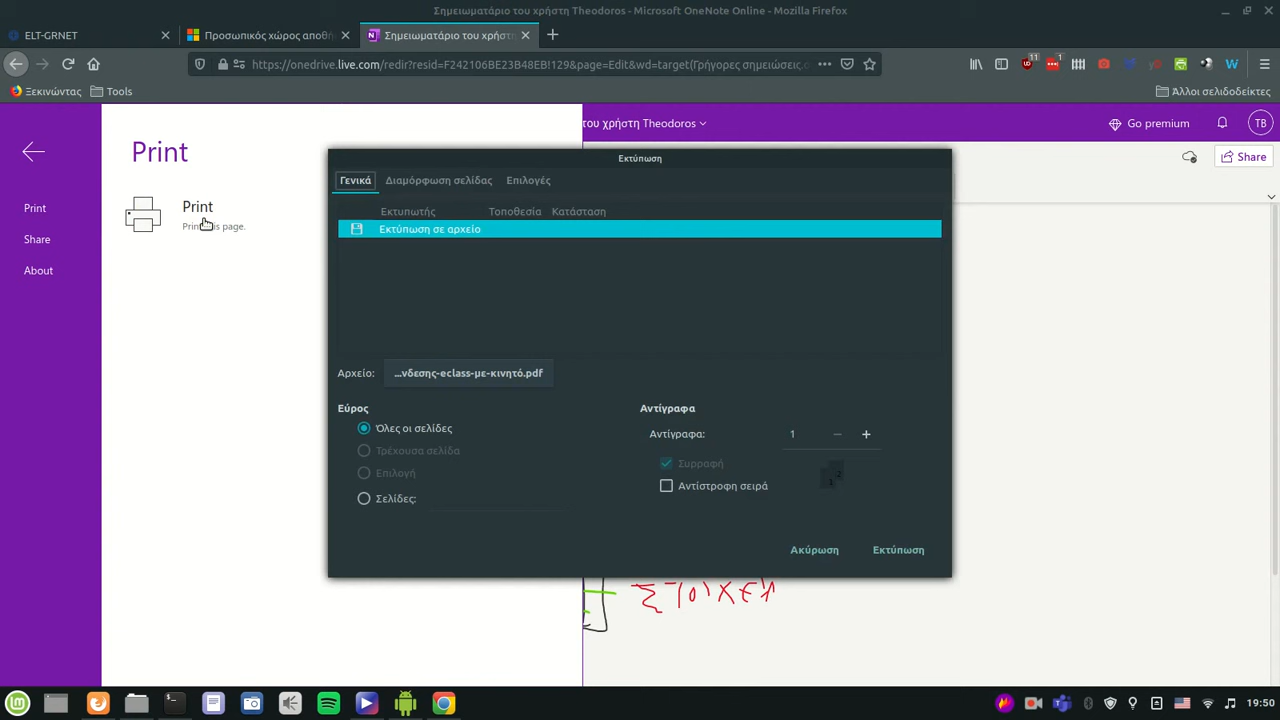 Σημειωματάριο του χρήστη Theodoros - Microsoft OneNote Online - Mozilla Firefox
ELT-GRNET
Προσωπικός χώρος αποθή
Σημειωματάριο του χρήστη
https://onedrive.live.com/redir?resid=F242106BE23B48EB!129&page=Edit&wd=target(Γρήγορες σημειώσεις.o
Ξεκινώντας
Tools
Άλλοι σελιδοδείκτες
του χρήστη Theodoros
Go premium
TB
Share
Print
Print
Print
Share
About
Εκτύπωση
Γενικά
Διαμόρφωση σελίδας
Επιλογές
Εκτυπωτής
Τοποθεσία
Κατάσταση
Εκτύπωση σε αρχείο
Αρχείο:
...νδεσης-eclass-με-κινητό.pdf
Εύρος
Όλες οι σελίδες
Τρέχουσα σελίδα
Επιλογή
Σελίδες:
Αντίγραφα
Αντίγραφα:
1
Συρραφή
Αντίστροφη σειρά
Ακύρωση
Εκτύπωση
ΣΤΟΙΧΕΙ
19:50